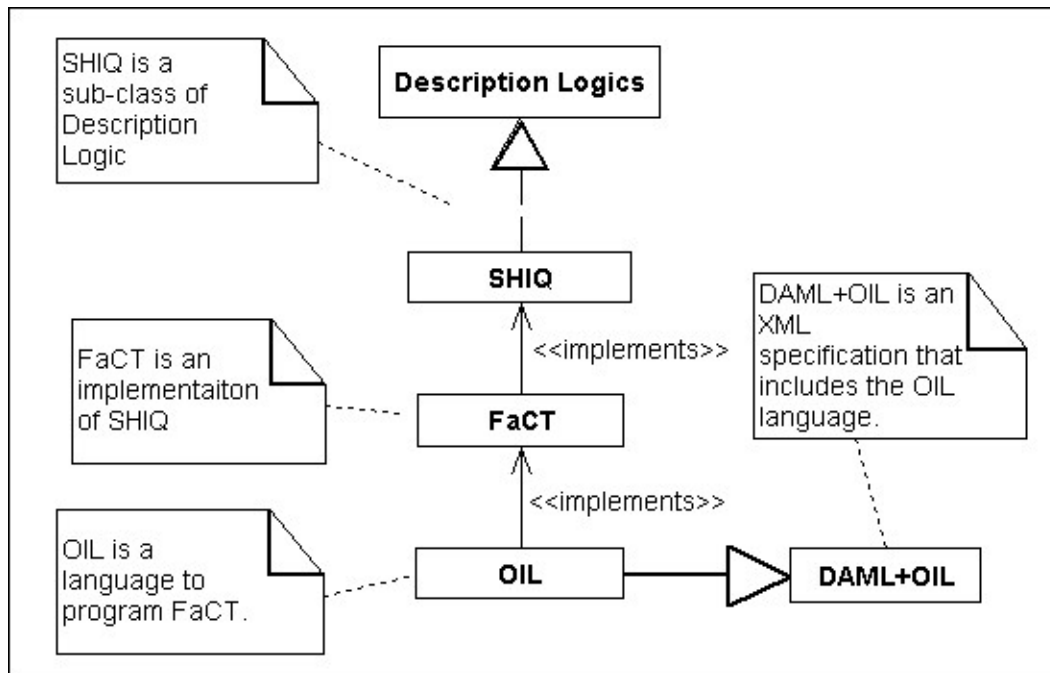 SHIQ is a
sub-class of
Description
Logic
Description Logics
SHIQ
<<implements>>
DAML+OIL is an
XML
specification that
includes the OIL
language.
FaCT is an
implementaiton
of SHIQ
FaCT
<<implements>>
OIL is a
language to
program FaCT.
OIL
DAML+OIL